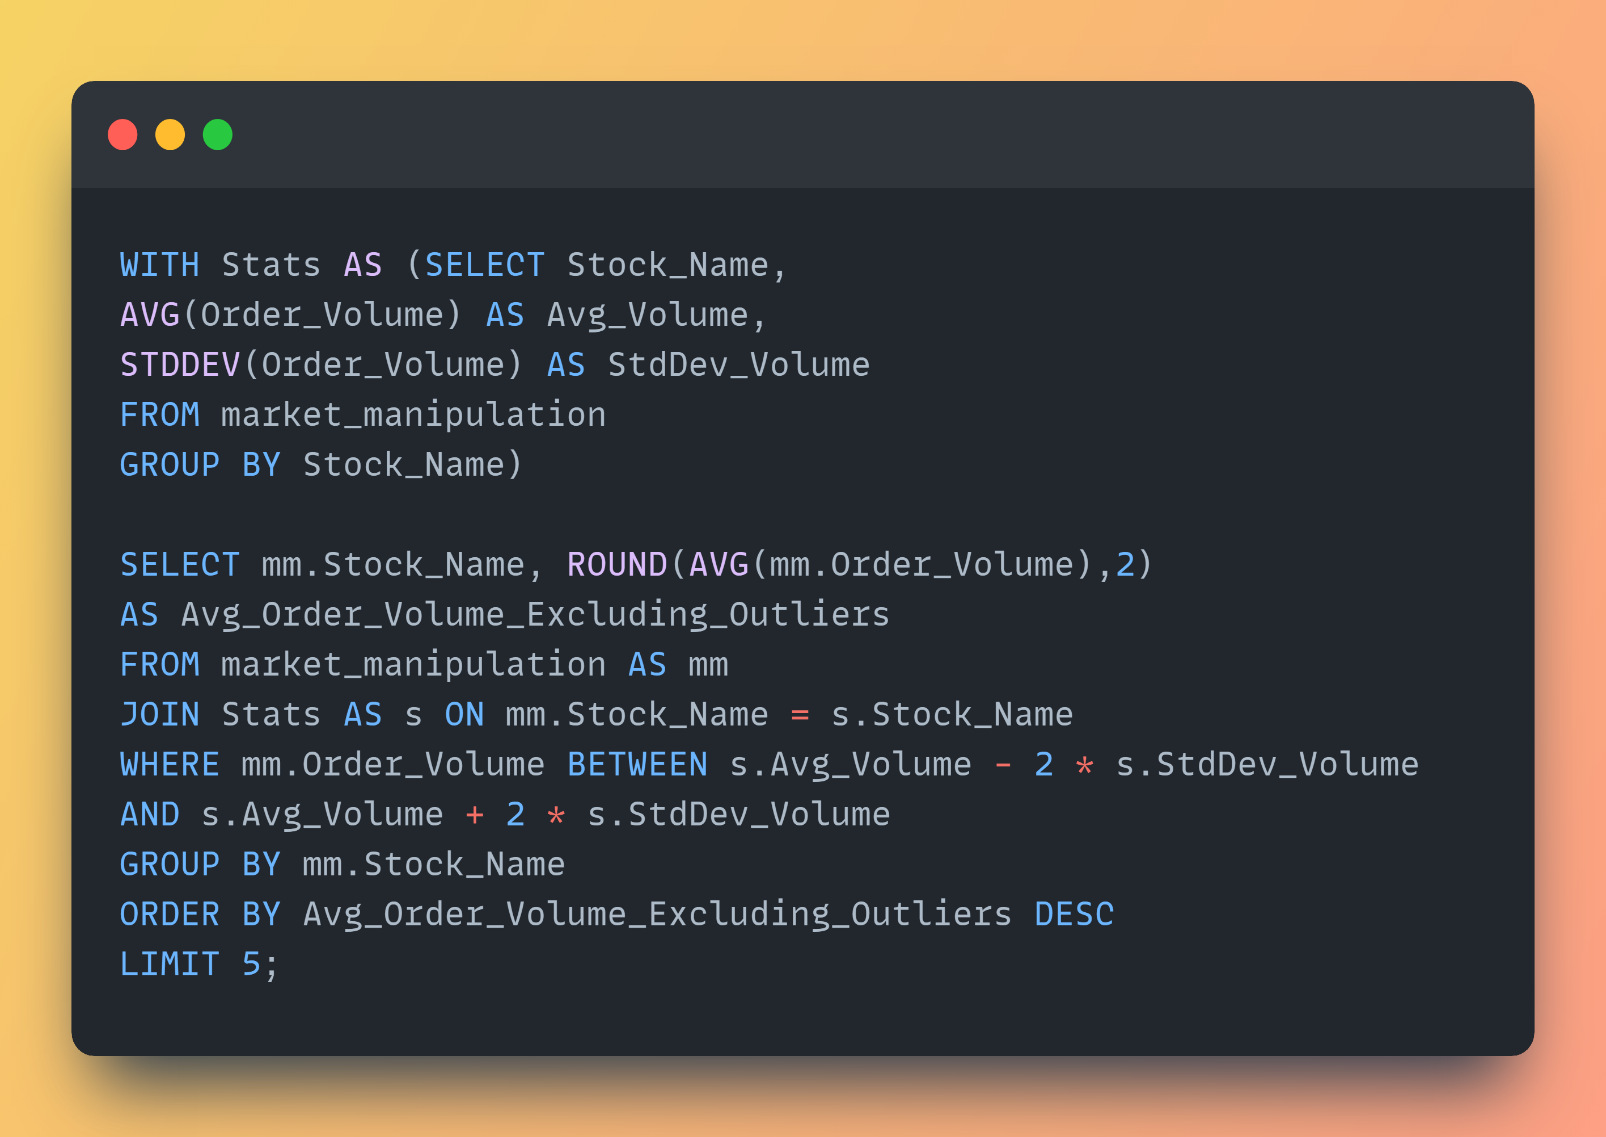 WITH Stats AS (SELECT Stock_Name,
AVG(Order_Volume) AS Avg_Volume,
STDDEV(Order_Volume) AS StdDev_Volume
FROM market_manipulation
GROUP BY Stock_Name)

SELECT mm.Stock_Name, ROUND(AVG(mm.Order_Volume),2)
AS Avg_Order_Volume_Excluding_Outliers
FROM market_manipulation AS mm
JOIN Stats AS s ON mm.Stock_Name = s.Stock_Name
WHERE mm.Order_Volume BETWEEN s.Avg_Volume - 2 * s.StdDev_Volume
AND s.Avg_Volume + 2 * s.StdDev_Volume
GROUP BY mm.Stock_Name
ORDER BY Avg_Order_Volume_Excluding_Outliers DESC
LIMIT 5;